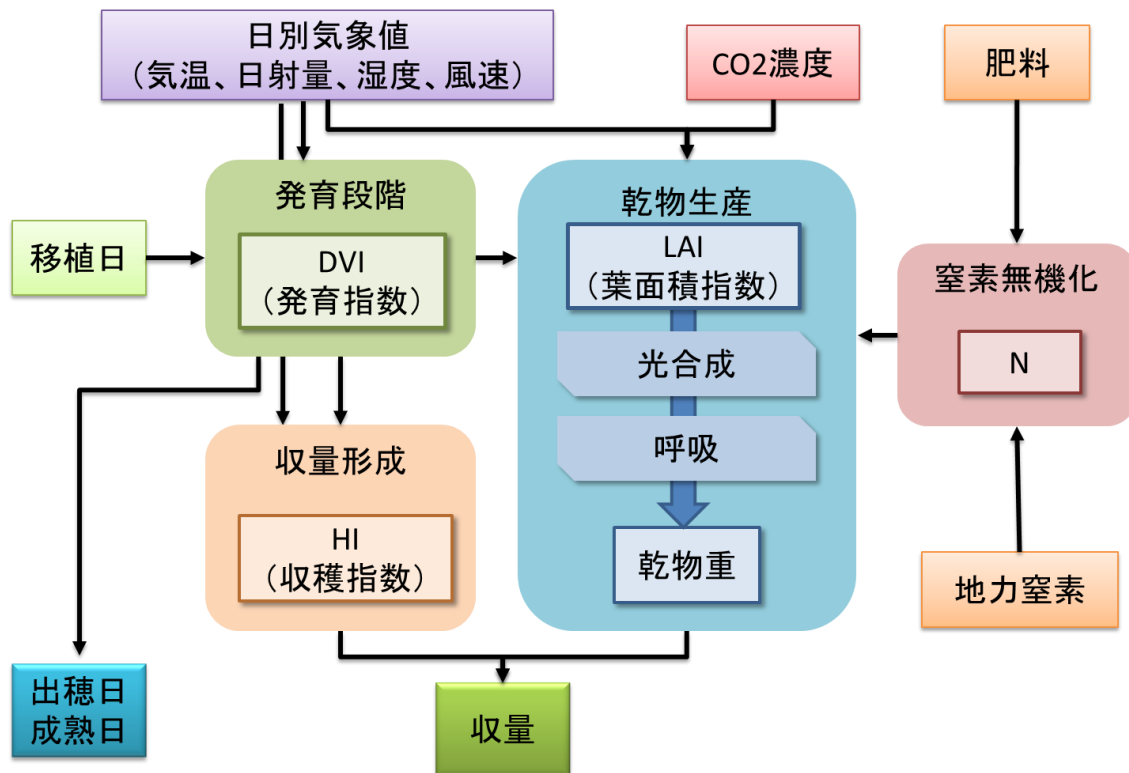 日別気象値
（気温、日射量、湿度、風速）
CO2濃度
肥料
発育段階
DVI
（発育指数）
移植日
乾物生産
LAI
（葉面積指数）
光合成
呼吸
乾物重
窒素無機化
N
収量形成
HI
（収穫指数）
地力窒素
出穂日
成熟日
収量